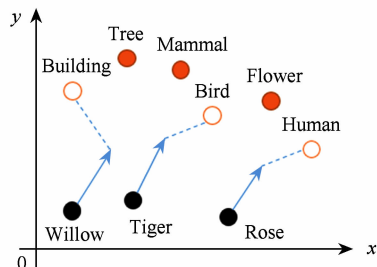 y
Tree
Mammal
Building
Bird
Flower
Human
Willow
Tiger
Rose
0
x